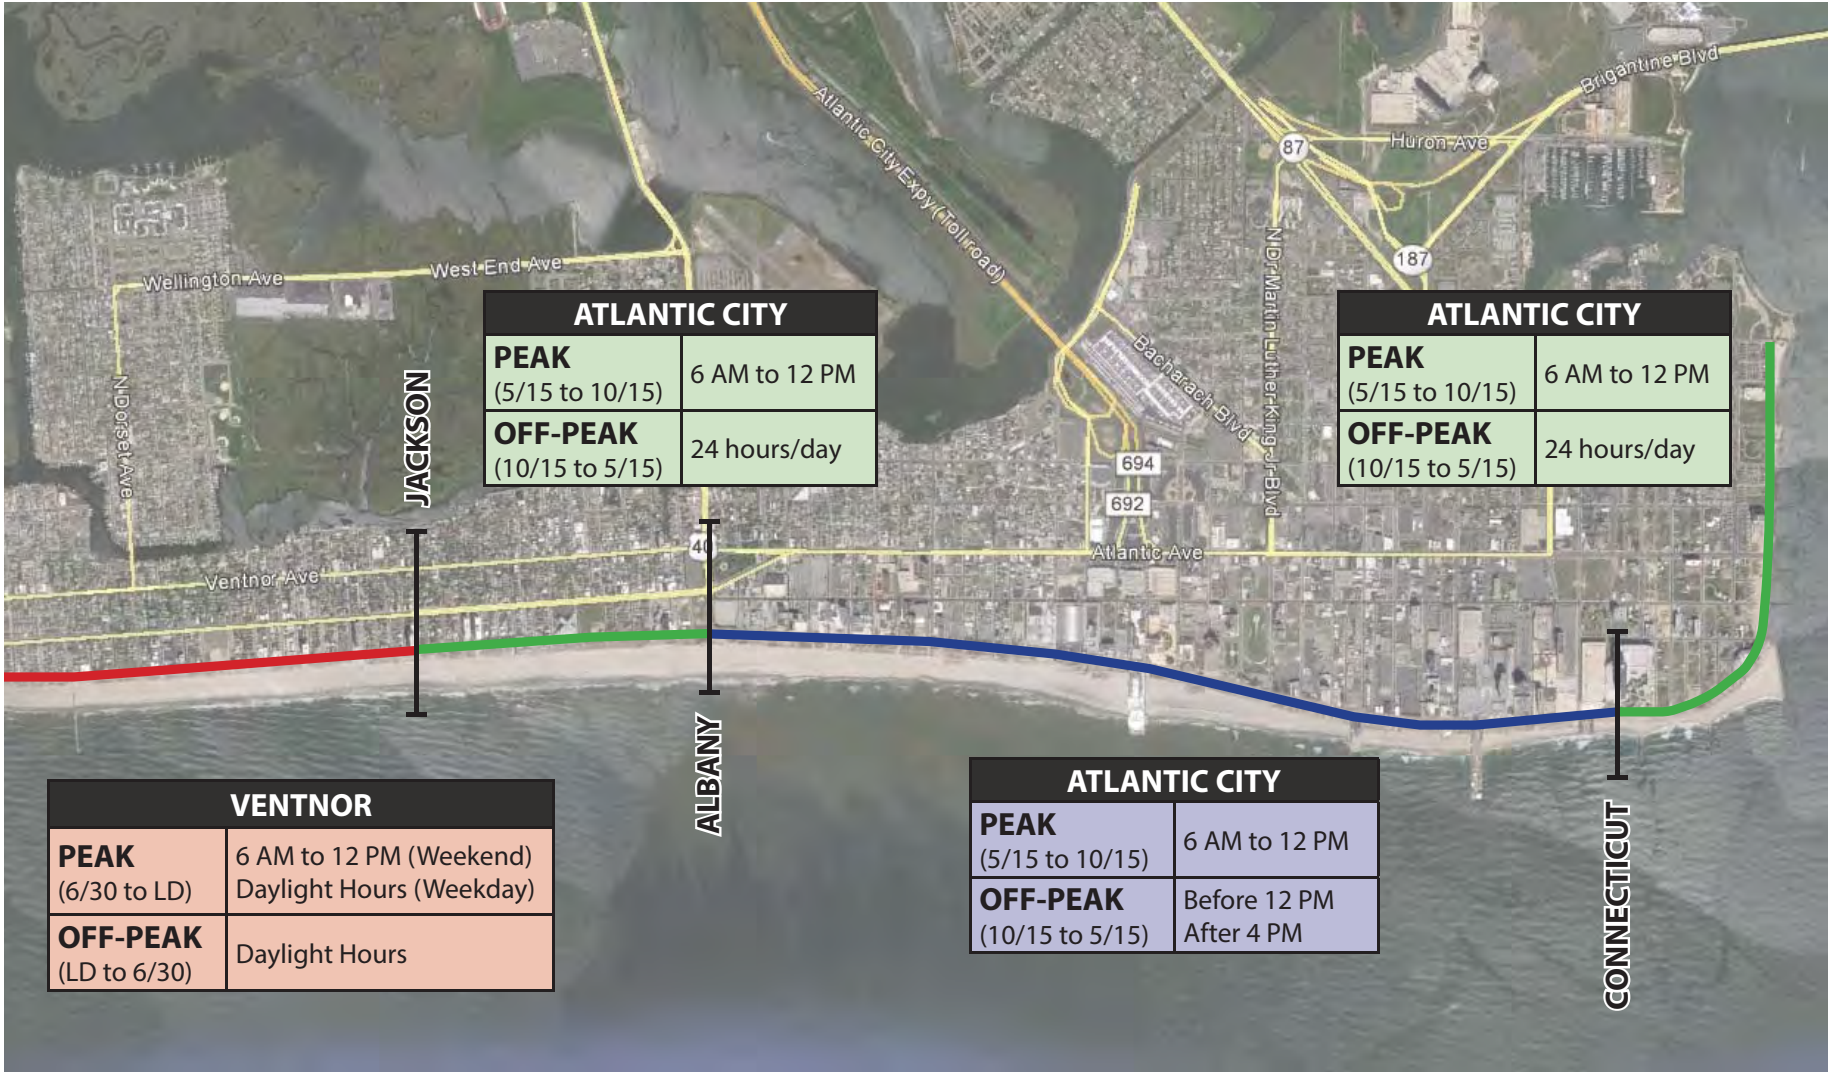 Brigantine Blvd
Atlantic City Expy (Tollroad)
87
Huron Ave
187
Wellington Ave
West End Ave
N Dorset Ave
N Dr Martin Luther King Jr Blvd
Bacharach Blvd
JACKSON
ATLANTIC CITY
PEAK
(5/15 to 10/15)
6 AM to 12 PM
OFF-PEAK
(10/15 to 5/15)
24 hours/day
ATLANTIC CITY
PEAK
(5/15 to 10/15)
6 AM to 12 PM
OFF-PEAK
(10/15 to 5/15)
24 hours/day
694
692
40
Atlantic Ave
Ventnor Ave
ALBANY
VENTNOR
PEAK
(6/30 to LD)
6 AM to 12 PM (Weekend)
Daylight Hours (Weekday)
OFF-PEAK
(LD to 6/30)
Daylight Hours
ATLANTIC CITY
PEAK
(5/15 to 10/15)
6 AM to 12 PM
OFF-PEAK
(10/15 to 5/15)
Before 12 PM
After 4 PM
CONNECTICUT